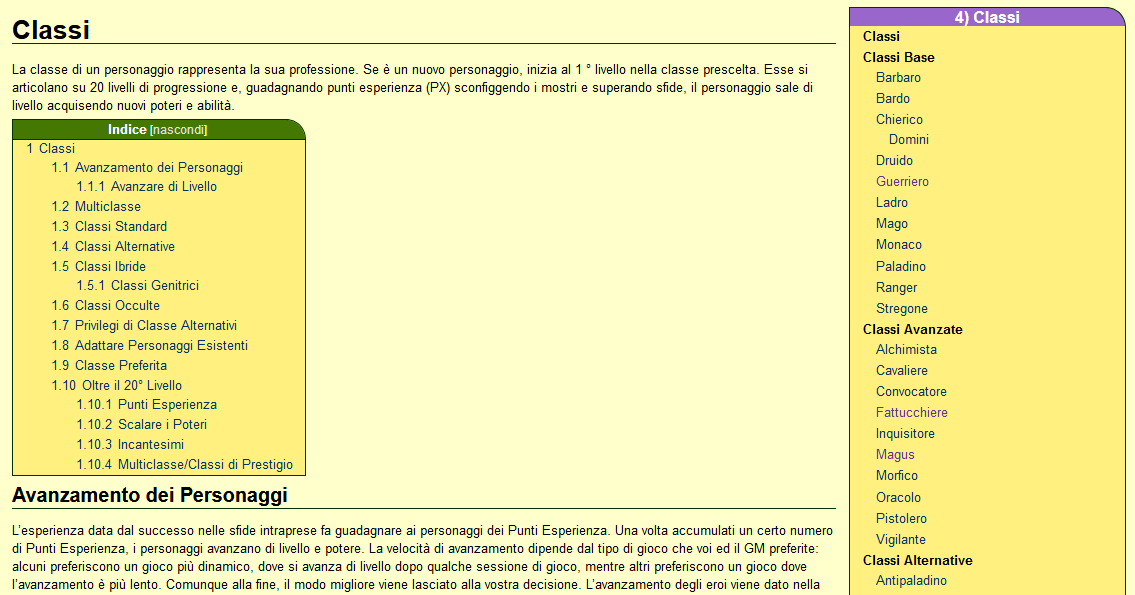 Classi
La classe di un personaggio rappresenta la sua professione. Se è un nuovo personaggio, inizia al 1 ° livello nella classe prescelta. Esse si
articolano su 20 livelli di progressione e, guadagnando punti esperienza (PX) sconfiggendo i mostri e superando sfide, il personaggio sale di
livello acquisendo nuovi poteri e abilità.
Indice [nascondi]
1 Classi
1.1 Avanzamento dei Personaggi
1.1.1 Avanzare di Livello
1.2 Multiclasse
1.3 Classi Standard
1.4 Classi Alternative
1.5 Classi Ibride
1.5.1 Classi Genitrici
1.6 Classi Occulte
1.7 Privilegi di Classe Alternativi
1.8 Adattare Personaggi Esistenti
1.9 Classe Preferita
1.10 Oltre il 20° Livello
1.10.1 Punti Esperienza
1.10.2 Scalare i Poteri
1.10.3 Incantesimi
1.10.4 Multiclasse/Classi di Prestigio
Avanzamento dei Personaggi
L'esperienza data dal successo nelle sfide intraprese fa guadagnare ai personaggi dei Punti Esperienza. Una volta accumulati un certo numero
di Punti Esperienza, i personaggi avanzano di livello e potere. La velocità di avanzamento dipende dal tipo di gioco che voi ed il GM preferite:
alcuni preferiscono un gioco più dinamico, dove si avanza di livello dopo qualche sessione di gioco, mentre altri preferiscono un gioco dove
l'avanzamento è più lento. Comunque alla fine, il modo migliore viene lasciato alla vostra decisione. L'avanzamento degli eroi viene dato nella
4) Classi
Classi
Classi Base
Barbaro
Bardo
Chierico
Domini
Druido
Guerriero
Ladro
Mago
Monaco
Paladino
Ranger
Stregone
Classi Avanzate
Alchimista
Cavaliere
Convocatore
Fattucchiere
Inquisitore
Magus
Morfico
Oracolo
Pistolero
Vigilante
Classi Alternative
Antipaladino